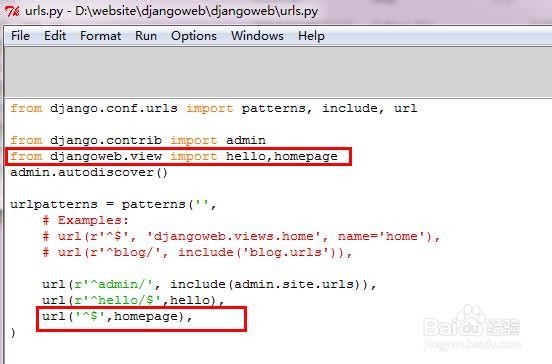 urls.py - D:\website\djangoweb\djangoweb\urls.py
File Edit Format Run Options Windows Help
from django.conf.urls import patterns, include, url
from django.contrib import admin
from djangoweb.view import hello,homepage
admin.autodiscover()
urlpatterns = patterns('',
# Examples:
# url(r'^$', 'djangoweb.views.home', name='home'),
# url(r'^blog/', include('blog.urls')),
url(r'^admin/', include(admin.site.urls)),
url(r'^hello/$',hello),
url('^$',homepage),
)
Baidu 经验
jingyan.baidu.com